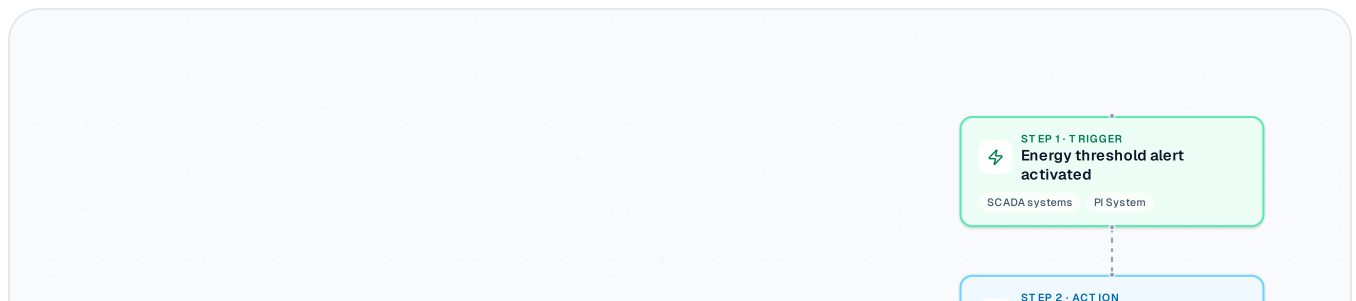 STEP 1 · TRIGGER
Energy threshold alert
activated
SCADA systems PI System
STEP 2 · ACTION